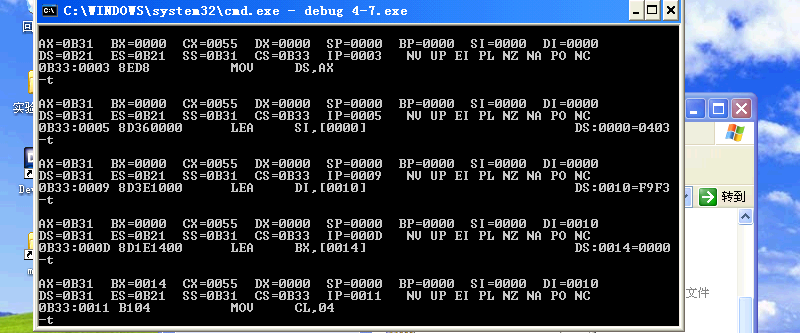 C:\WINDOWS\system32\cmd.exe - debug 4-7.exe
AX=0B31 BX=0000 CX=0055 DX=0000 SP=0000 BP=0000 SI=0000 DI=0000
DS=0B21 ES=0B21 SS=0B31 CS=0B33 IP=0003 NV UP EI PL NZ NA PO NC
0B33:0003 8ED8 MOV DS,AX
-t
AX=0B31 BX=0000 CX=0055 DX=0000 SP=0000 BP=0000 SI=0000 DI=0000
DS=0B31 ES=0B21 SS=0B31 CS=0B33 IP=0005 NV UP EI PL NZ NA PO NC
0B33:0005 8D360000 LEA SI,[0000] DS:0000=0403
-t
AX=0B31 BX=0000 CX=0055 DX=0000 SP=0000 BP=0000 SI=0000 DI=0000
DS=0B31 ES=0B21 SS=0B31 CS=0B33 IP=0009 NV UP EI PL NZ NA PO NC
0B33:0009 8D3E1000 LEA DI,[0010] DS:0010=F9F3
-t
AX=0B31 BX=0000 CX=0055 DX=0000 SP=0000 BP=0000 SI=0000 DI=0010
DS=0B31 ES=0B21 SS=0B31 CS=0B33 IP=000D NV UP EI PL NZ NA PO NC
0B33:000D 8D1E1400 LEA BX,[0014] DS:0014=0000
-t
AX=0B31 BX=0014 CX=0055 DX=0000 SP=0000 BP=0000 SI=0000 DI=0010
DS=0B31 ES=0B21 SS=0B31 CS=0B33 IP=0011 NV UP EI PL NZ NA PO NC
0B33:0011 B104 MOV CL,04
-t
回
实验
Dev
m
转到
文件